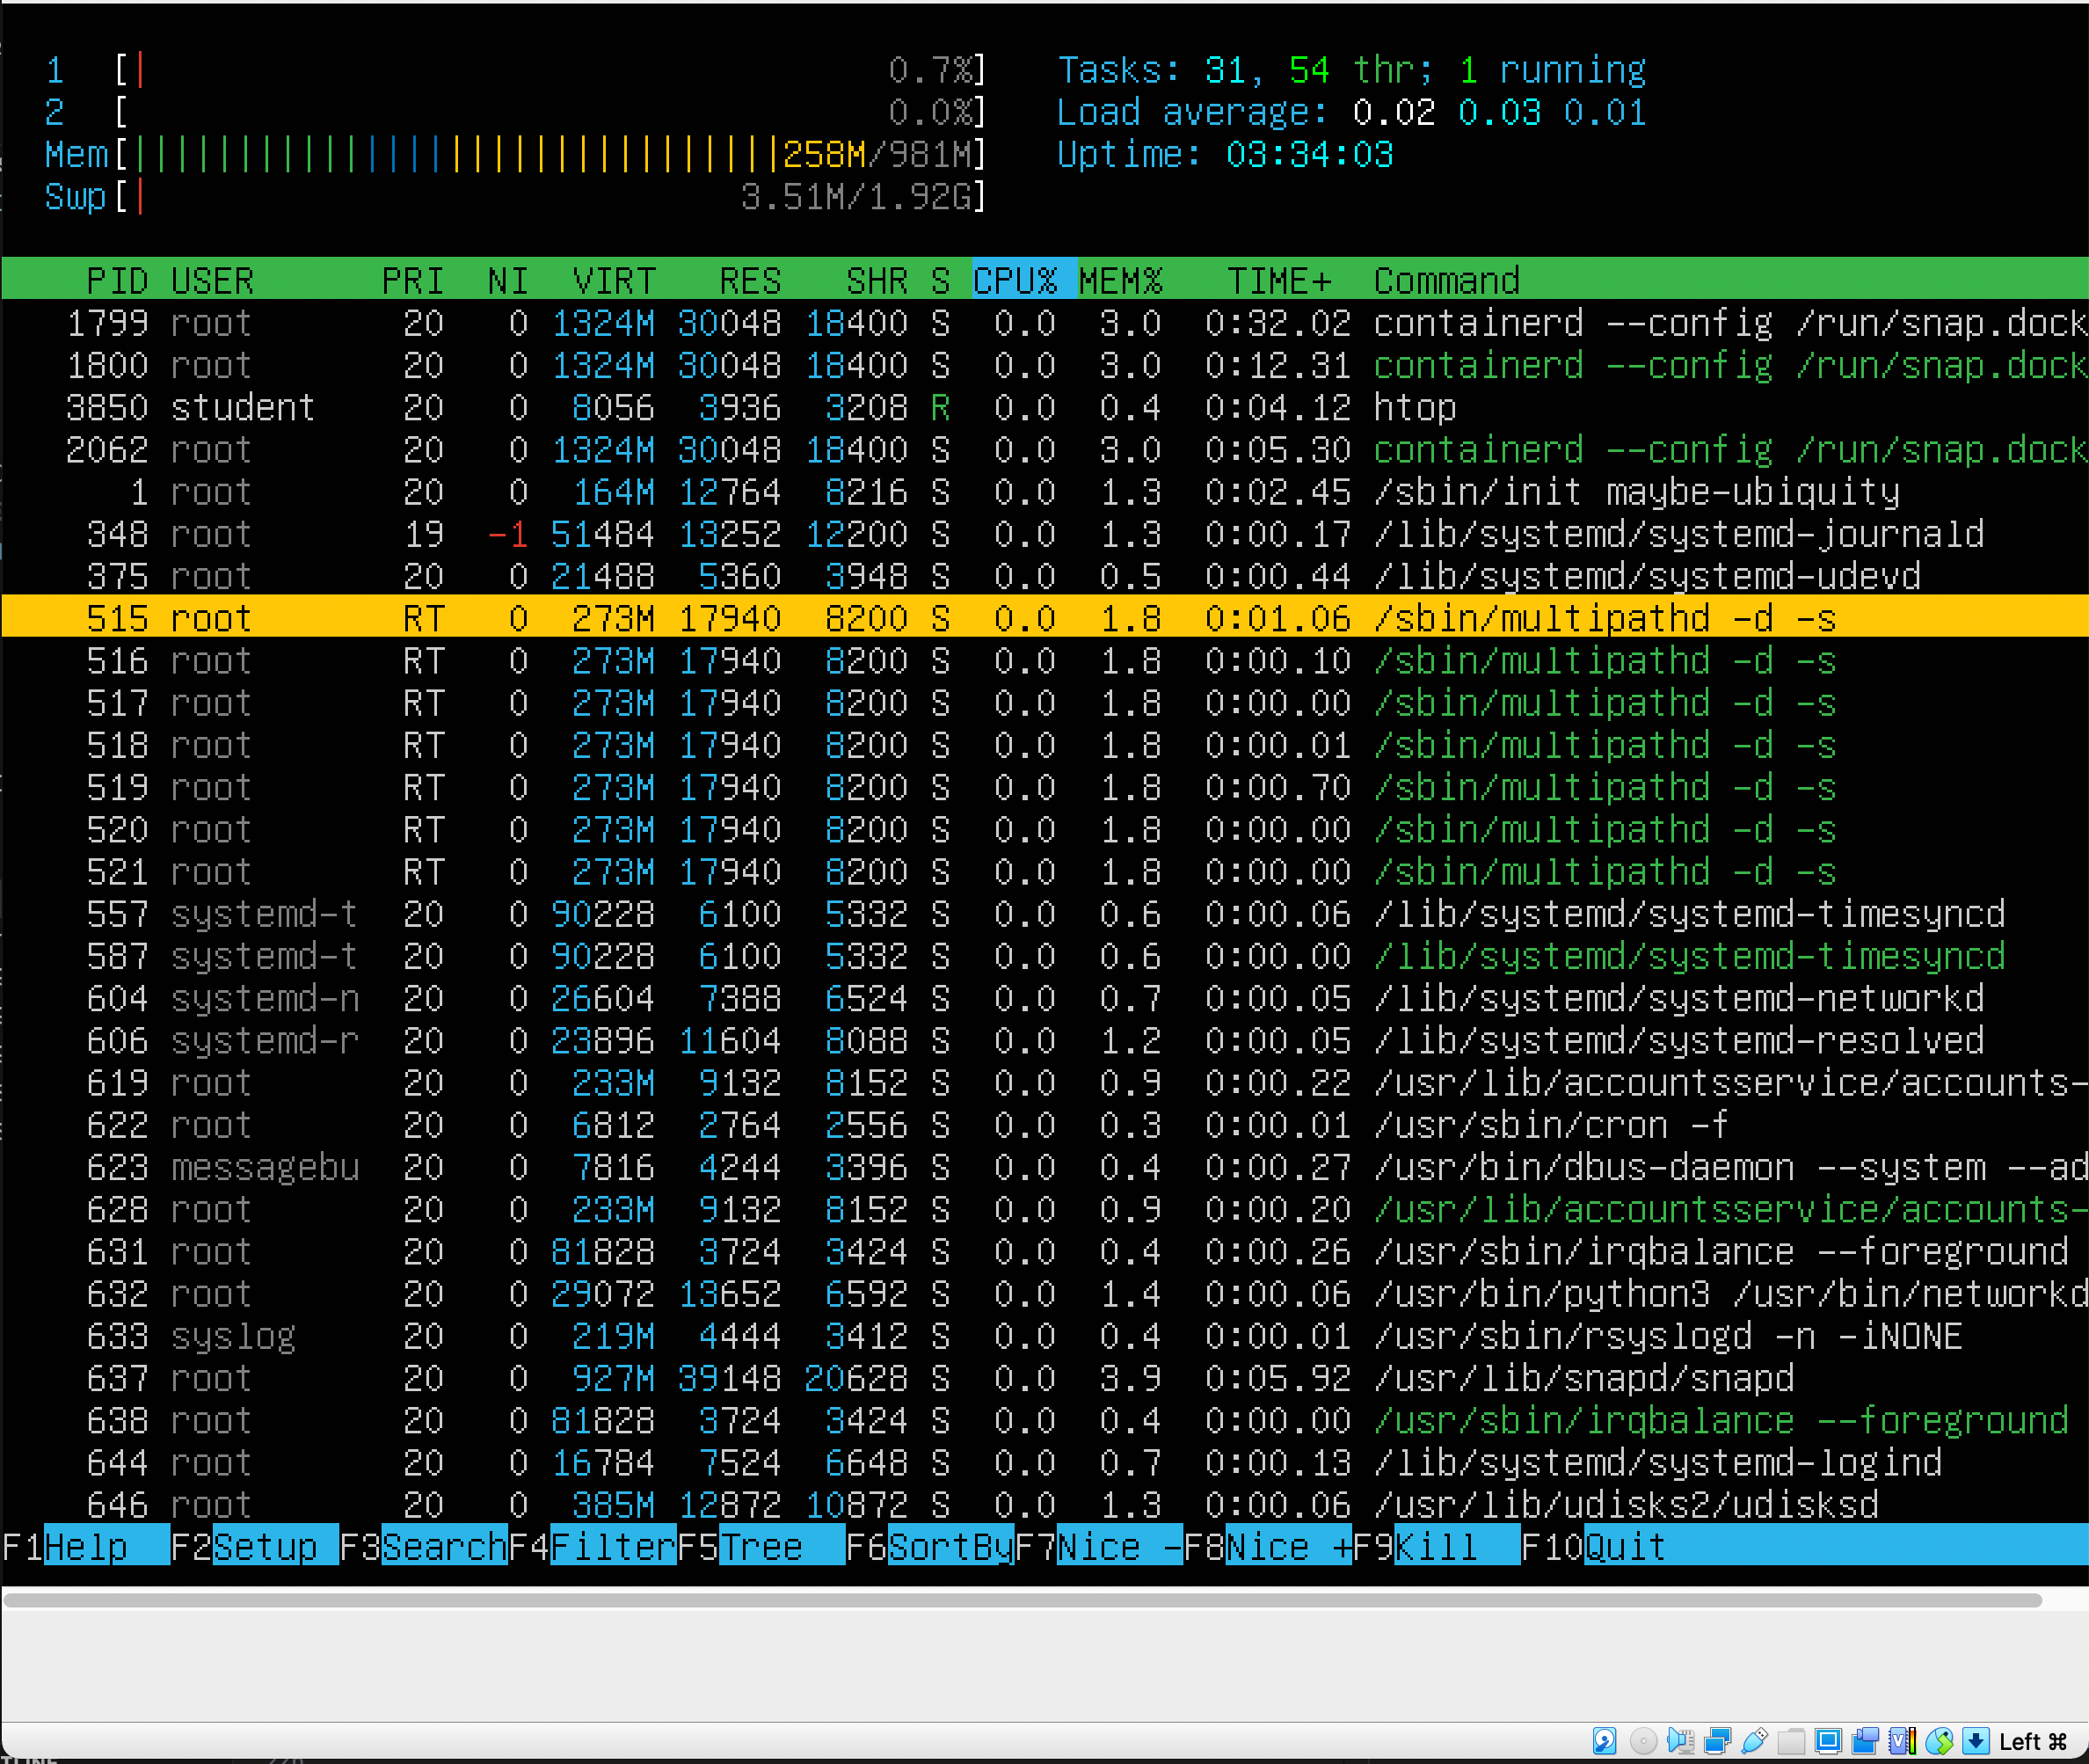 1 [| 0.7%] Tasks: 31, 54 thr; 1 running
2 [ 0.0%] Load average: 0.02 0.03 0.01
Mem[|||||||||||||||||||||||||||||||258M/981M] Uptime: 03:34:03
Swp[| 3.51M/1.92G]
PID USER PRI NI VIRT RES SHR S CPU% MEM% TIME+ Command
1799 root 20 0 1324M 30048 18400 S 0.0 3.0 0:32.02 containerd --config /run/snap.dock
1800 root 20 0 1324M 30048 18400 S 0.0 3.0 0:12.31 containerd --config /run/snap.dock
3850 student 20 0 8056 3936 3208 R 0.0 0.4 0:04.12 htop
2062 root 20 0 1324M 30048 18400 S 0.0 3.0 0:05.30 containerd --config /run/snap.dock
1 root 20 0 164M 12764 8216 S 0.0 1.3 0:02.45 /sbin/init maybe-ubiquity
348 root 19 -1 51484 13252 12200 S 0.0 1.3 0:00.17 /lib/systemd/systemd-journald
375 root 20 0 21488 5360 3948 S 0.0 0.5 0:00.44 /lib/systemd/systemd-udevd
515 root RT 0 273M 17940 8200 S 0.0 1.8 0:01.06 /sbin/multipathd -d -s
516 root RT 0 273M 17940 8200 S 0.0 1.8 0:00.10 /sbin/multipathd -d -s
517 root RT 0 273M 17940 8200 S 0.0 1.8 0:00.00 /sbin/multipathd -d -s
518 root RT 0 273M 17940 8200 S 0.0 1.8 0:00.01 /sbin/multipathd -d -s
519 root RT 0 273M 17940 8200 S 0.0 1.8 0:00.70 /sbin/multipathd -d -s
520 root RT 0 273M 17940 8200 S 0.0 1.8 0:00.00 /sbin/multipathd -d -s
521 root RT 0 273M 17940 8200 S 0.0 1.8 0:00.00 /sbin/multipathd -d -s
557 systemd-t 20 0 90228 6100 5332 S 0.0 0.6 0:00.06 /lib/systemd/systemd-timesyncd
587 systemd-t 20 0 90228 6100 5332 S 0.0 0.6 0:00.00 /lib/systemd/systemd-timesyncd
604 systemd-n 20 0 26604 7388 6524 S 0.0 0.7 0:00.05 /lib/systemd/systemd-networkd
606 systemd-r 20 0 23896 11604 8088 S 0.0 1.2 0:00.05 /lib/systemd/systemd-resolved
619 root 20 0 233M 9132 8152 S 0.0 0.9 0:00.22 /usr/lib/accountsservice/accounts-
622 root 20 0 6812 2764 2556 S 0.0 0.3 0:00.01 /usr/sbin/cron -f
623 messagebu 20 0 7816 4244 3396 S 0.0 0.4 0:00.27 /usr/bin/dbus-daemon --system --ad
628 root 20 0 233M 9132 8152 S 0.0 0.9 0:00.20 /usr/lib/accountsservice/accounts-
631 root 20 0 81828 3724 3424 S 0.0 0.4 0:00.26 /usr/sbin/irqbalance --foreground
632 root 20 0 29072 13652 6592 S 0.0 1.4 0:00.06 /usr/bin/python3 /usr/bin/networkd
633 syslog 20 0 219M 4444 3412 S 0.0 0.4 0:00.01 /usr/sbin/rsyslogd -n -iNONE
637 root 20 0 927M 39148 20628 S 0.0 3.9 0:05.92 /usr/lib/snapd/snapd
638 root 20 0 81828 3724 3424 S 0.0 0.4 0:00.00 /usr/sbin/irqbalance --foreground
644 root 20 0 16784 7524 6648 S 0.0 0.7 0:00.13 /lib/systemd/systemd-logind
646 root 20 0 385M 12872 10872 S 0.0 1.3 0:00.06 /usr/lib/udisks2/udisksd
F1Help F2Setup F3SearchF4FilterF5Tree F6SortByF7Nice -F8Nice +F9Kill F10Quit
Left ⌘